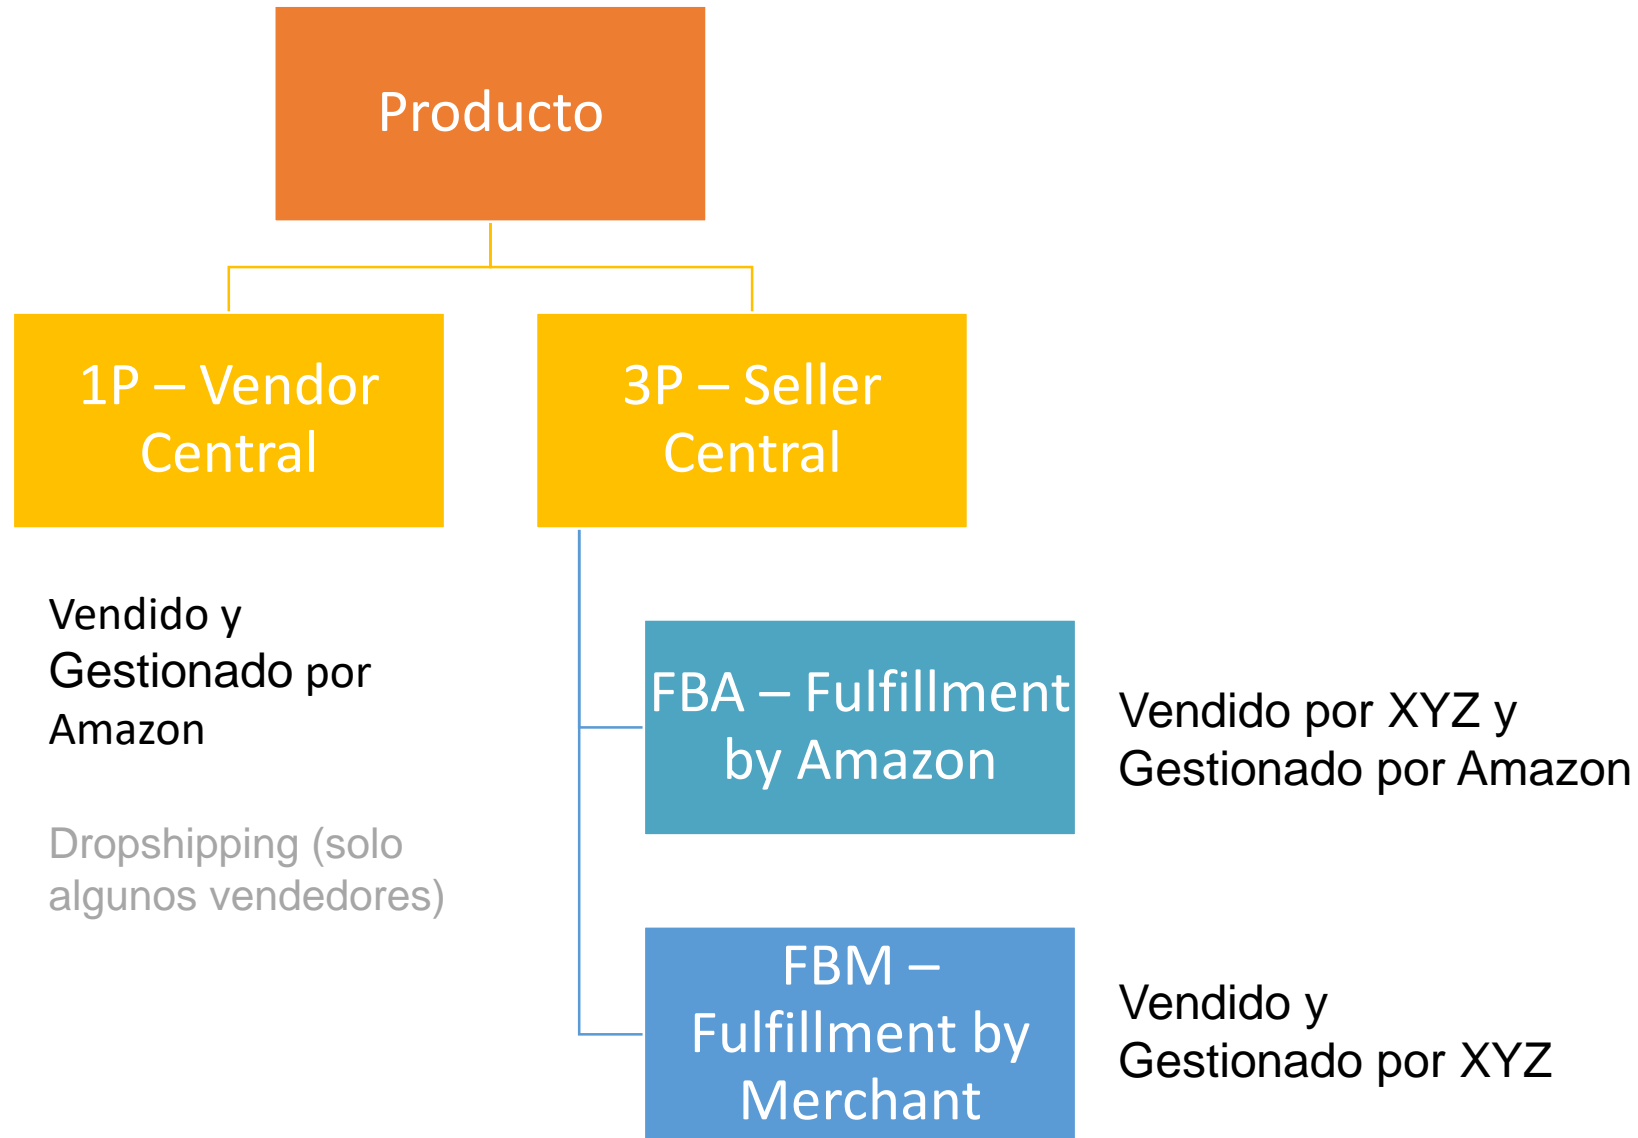 Producto
1P – Vendor
Central
3P – Seller
Central
Vendido y
Gestionado por
Amazon
Dropshipping (solo
algunos vendedores)
FBA – Fulfillment
by Amazon
Vendido por XYZ y
Gestionado por Amazon
FBM –
Fulfillment by
Merchant
Vendido y
Gestionado por XYZ